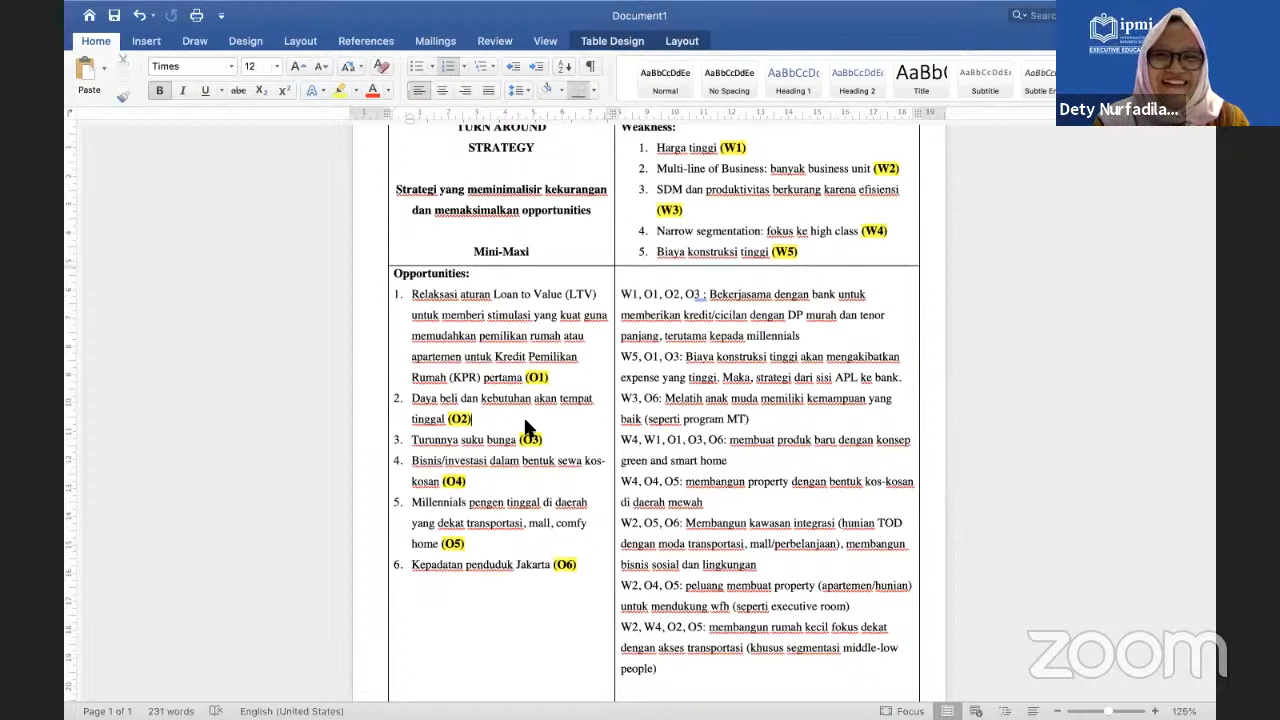 Document1
Sear
Home Insert Draw Design Layout References Mailings Review View Table Design Layout
Paste
Times 12
AaBbCcDdEe Normal
AaBbCcDdEe No Spacing
AaBbCcDc Heading 1
AaBbCcDdEe Heading 2
AaBbC Title
AaBbCcDdEe Subtitle
AaBbCcDdEe Subtle En
ipmi
EXECUTIVE EDUCA
Dety Nurfadila...
TURN AROUND
STRATEGY
Strategi yang meminimalisir kekurangan
dan memaksimalkan opportunities
Mini-Maxi
Weakness:
1. Harga tinggi (W1)
2. Multi-line of Business: banyak business unit (W2)
3. SDM dan produktivitas berkurang karena efisiensi
(W3)
4. Narrow segmentation: fokus ke high class (W4)
5. Biaya konstruksi tinggi (W5)
Opportunities:
1. Relaksasi aturan Loan to Value (LTV)
untuk memberi stimulasi yang kuat guna
memudahkan pemilikan rumah atau
apartemen untuk Kredit Pemilikan
Rumah (KPR) pertama (O1)
2. Daya beli dan kebutuhan akan tempat
tinggal (O2)
3. Turunnya suku bunga (O3)
4. Bisnis/investasi dalam bentuk sewa kos-
kosan (O4)
5. Millennials pengen tinggal di daerah
yang dekat transportasi, mall, comfy
home (O5)
6. Kepadatan penduduk Jakarta (O6)
W1, O1, O2, O3 : Bekerjasama dengan bank untuk
memberikan kredit/cicilan dengan DP murah dan tenor
panjang, terutama kepada millennials
W5, O1, O3: Biaya konstruksi tinggi akan mengakibatkan
expense yang tinggi. Maka, strategi dari sisi APL ke bank.
W3, O6: Melatih anak muda memiliki kemampuan yang
baik (seperti program MT)
W4, W1, O1, O3, O6: membuat produk baru dengan konsep
green and smart home
W4, O4, O5: membangun property dengan bentuk kos-kosan
di daerah mewah
W2, O5, O6: Membangun kawasan integrasi (hunian TOD
dengan moda transportasi, mall/perbelanjaan), membangun
bisnis sosial dan lingkungan
W2, O4, O5: peluang membuat property (apartemen/hunian)
untuk mendukung wfh (seperti executive room)
W2, W4, O2, O5: membangun rumah kecil fokus dekat
dengan akses transportasi (khusus segmentasi middle-low
people)
zoom
Page 1 of 1 231 words English (United States) Focus 125%